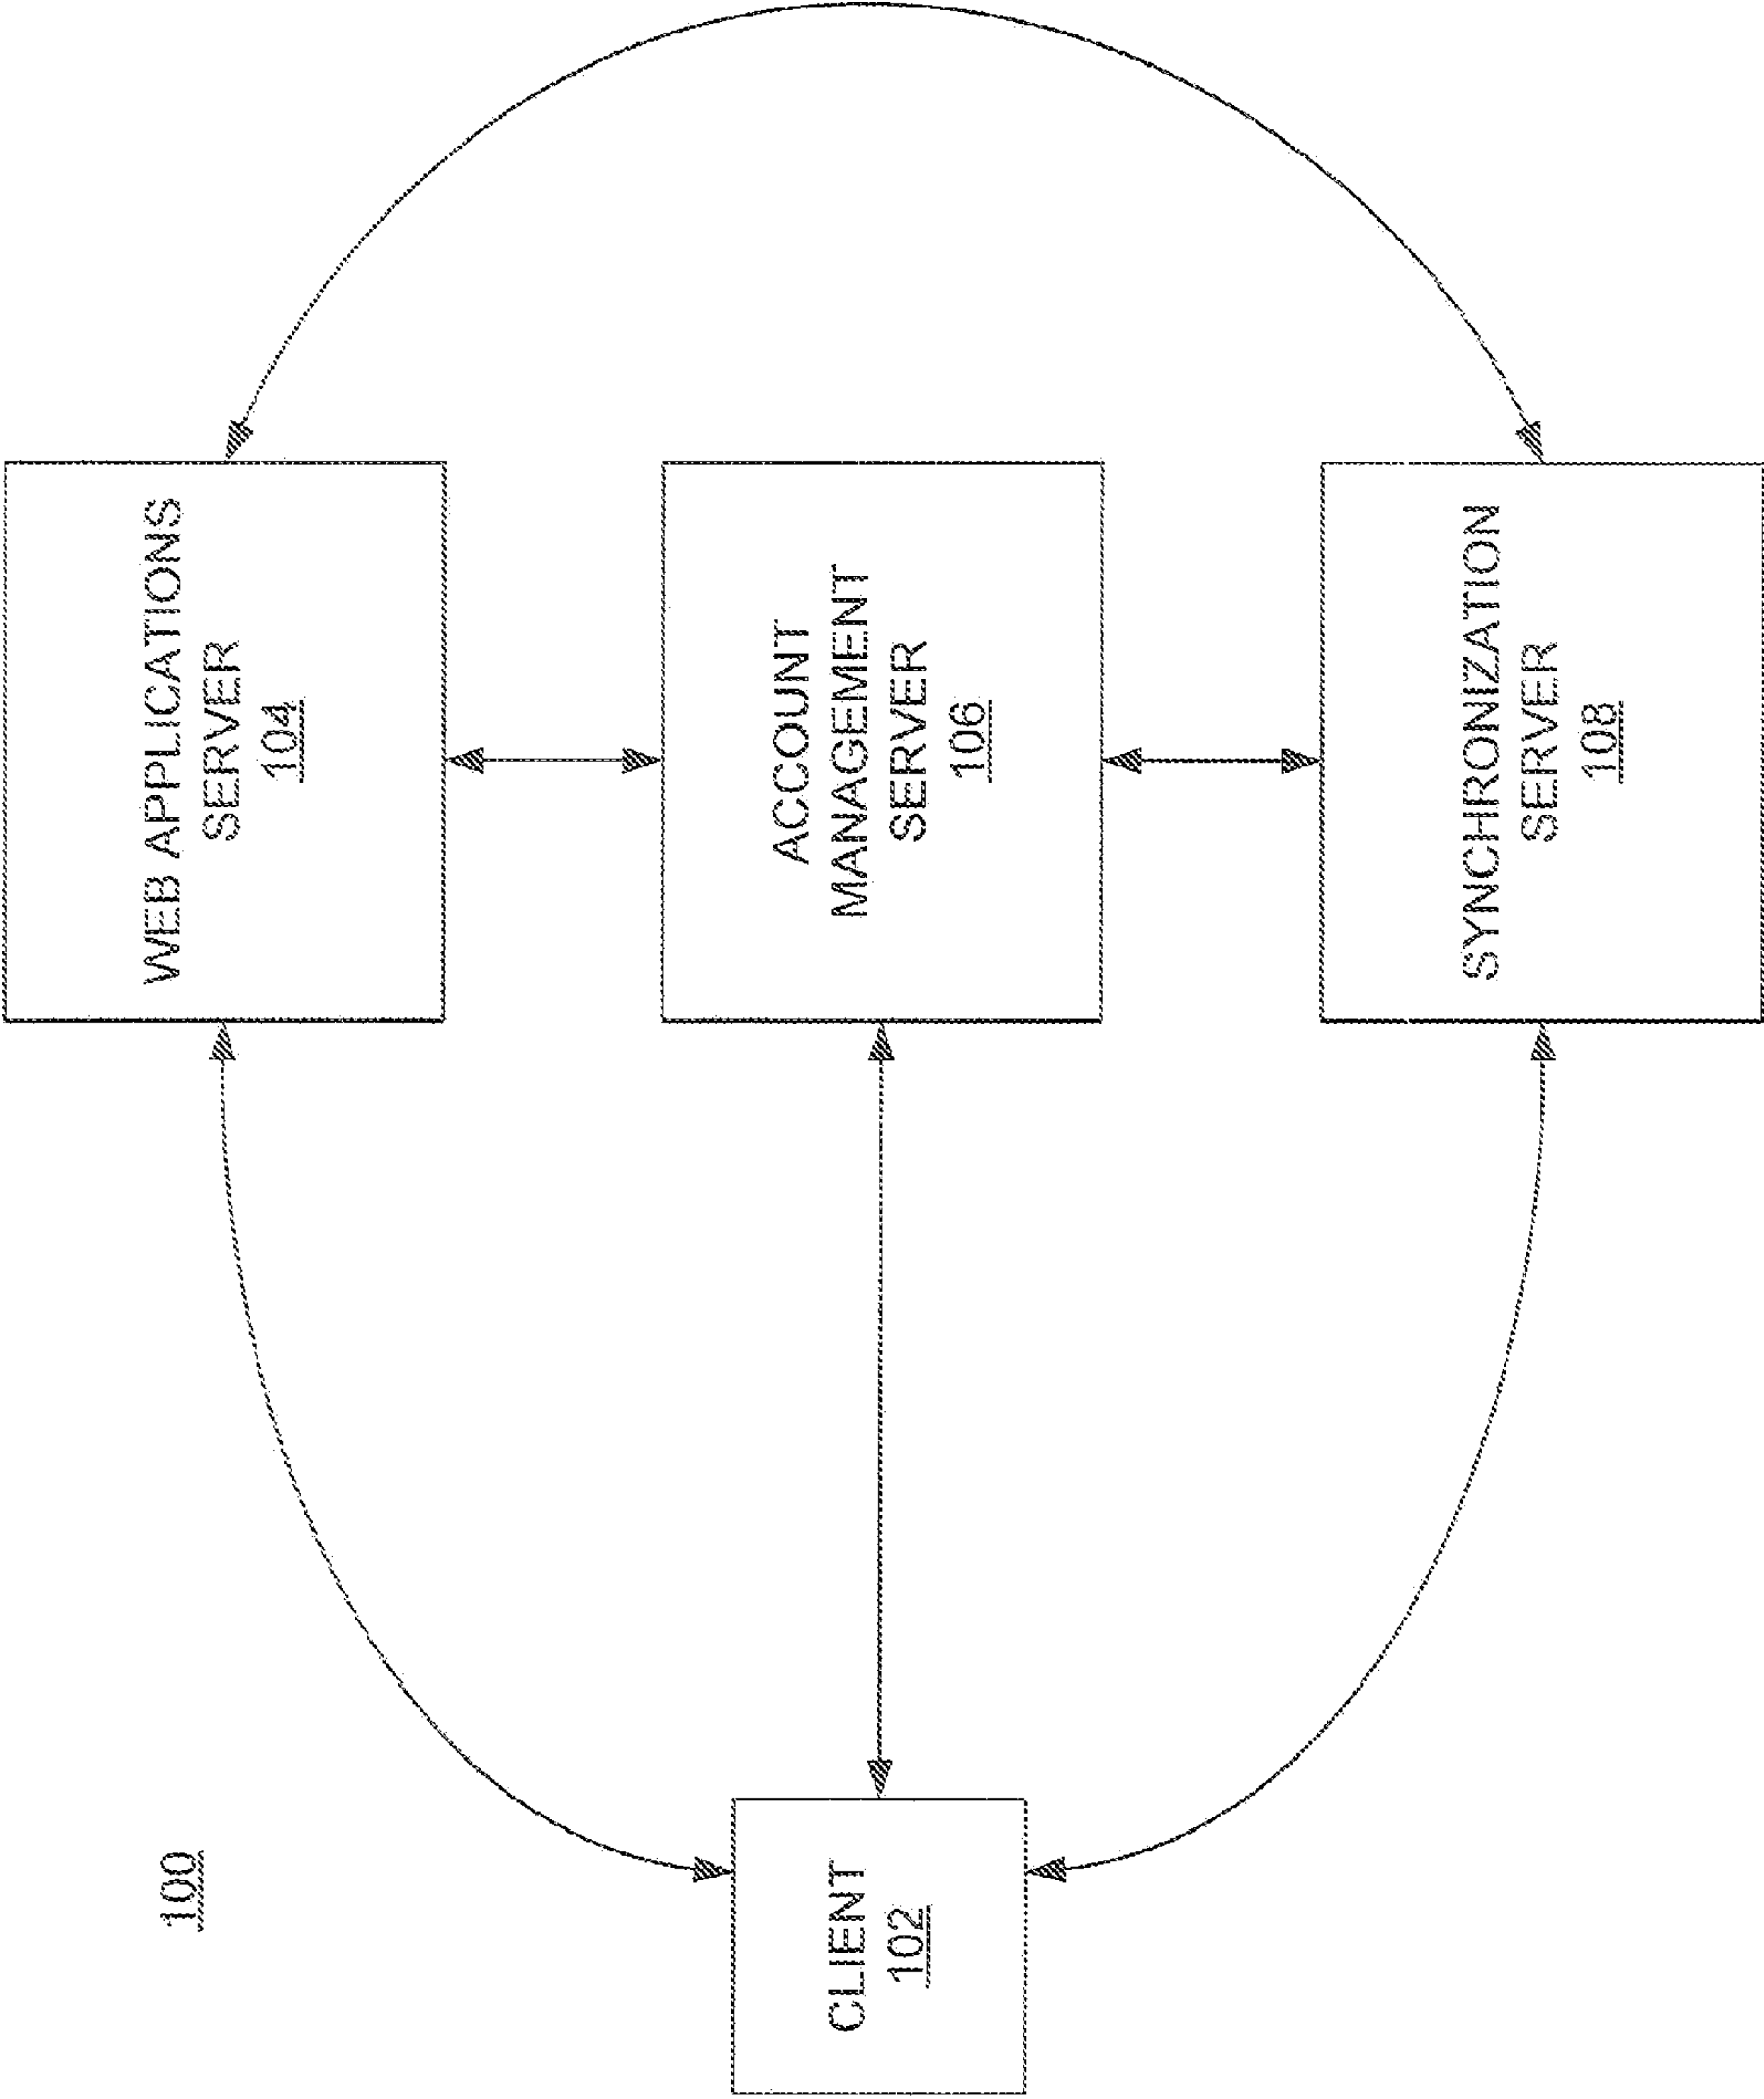 100
WEB APPLICATIONS
SERVER
104
CLIENT
102
ACCOUNT
MANAGEMENT
SERVER
106
SYNCHRONIZATION
SERVER
108